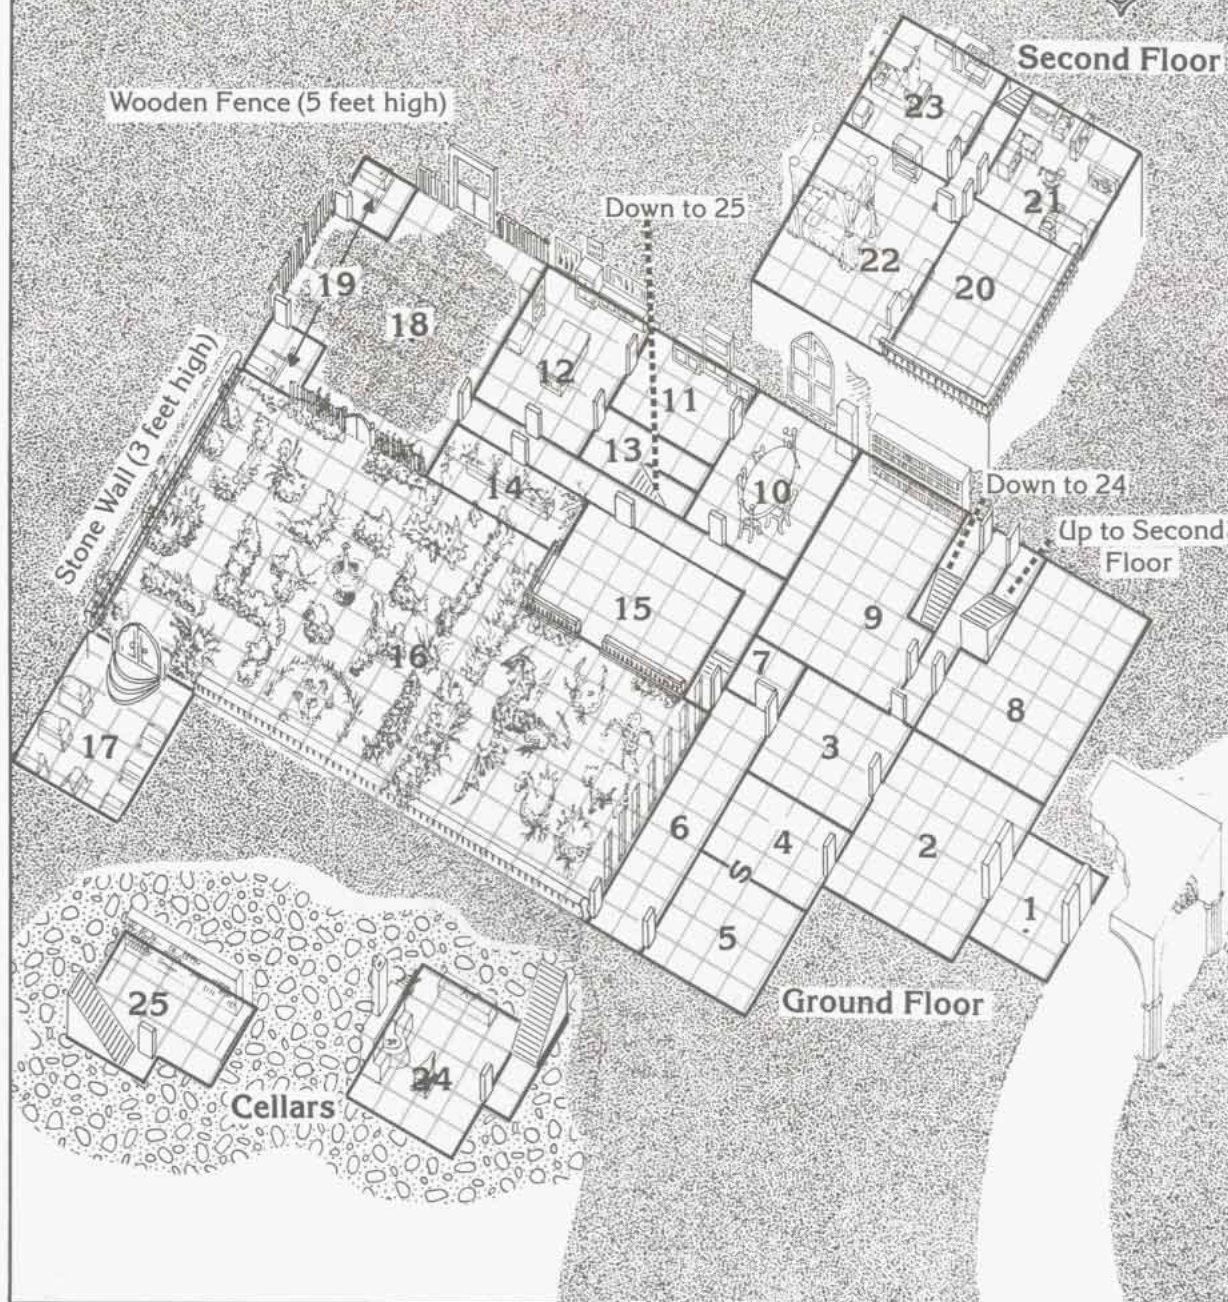 Second Floor
Wooden Fence (5 feet high)
23
Down to 25
21
22
20
19
18
Stone Wall (3 feet high)
12
11
13
10
14
Down to 24
Up to Second
Floor
15
9
7
16
8
17
3
6
4
2
S
1
5
Ground Floor
25
24
Cellars